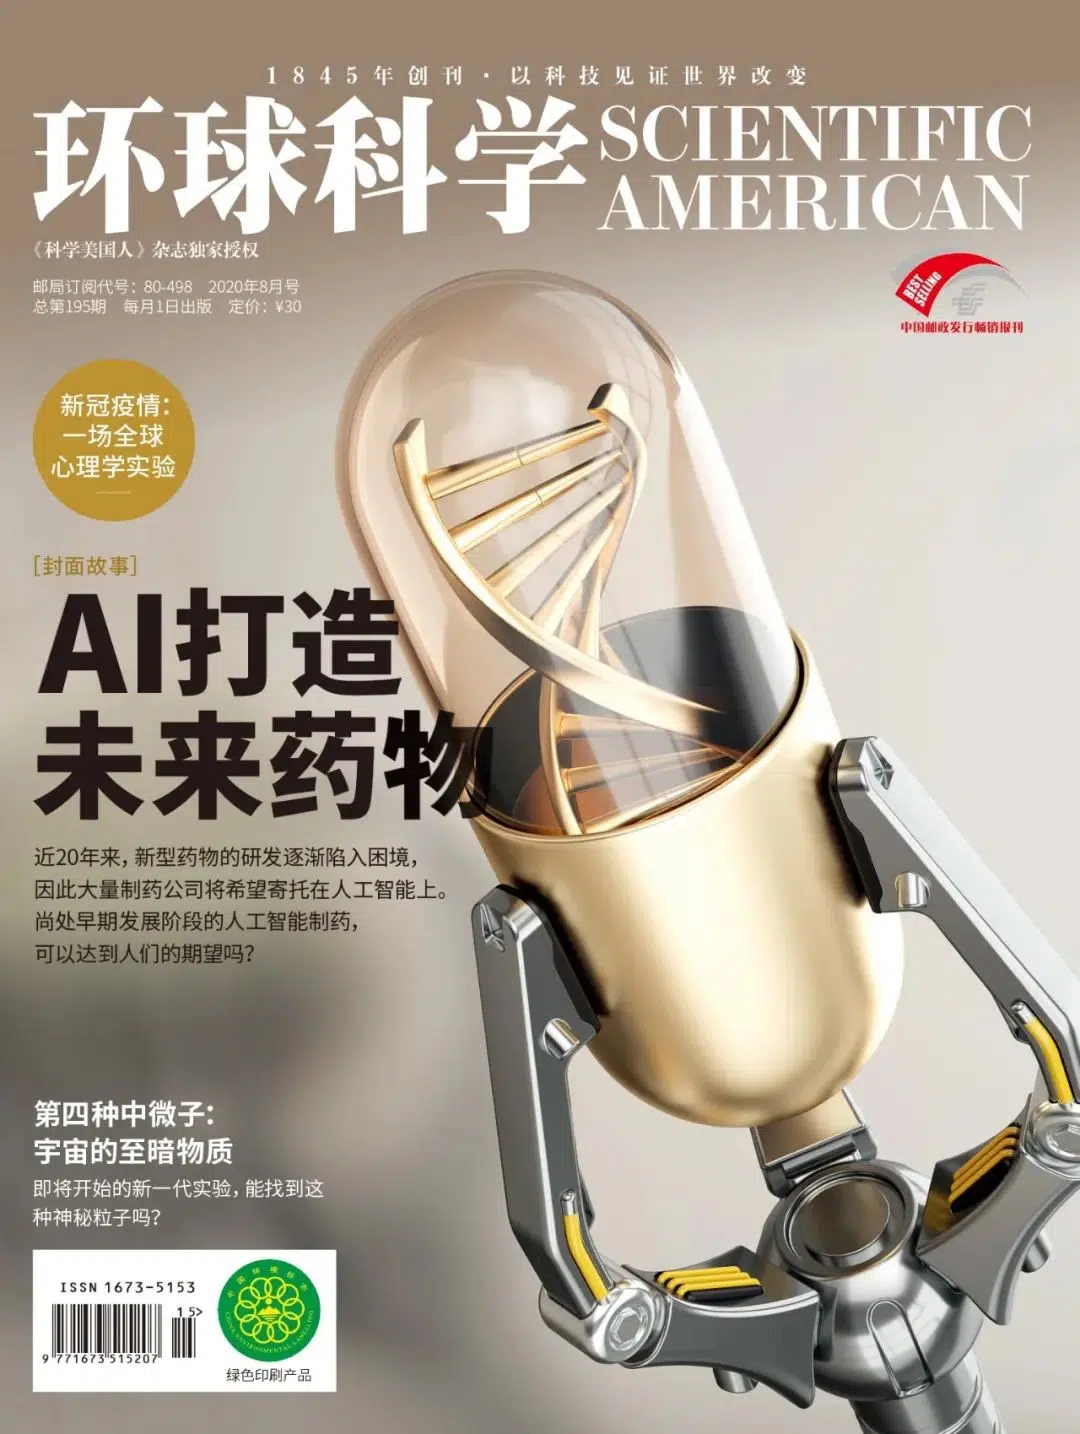 1845年创刊·以科技见证世界改变
环球科学
SCIENTIFIC
AMERICAN
《科学美国人》杂志独家授权
邮局订阅代号：80-498 2020年8月号
总第195期 每月1日出版 定价：¥30
BEST
SELLING
中国邮政发行畅销报刊
新冠疫情：
一场全球
心理学实验
［封面故事］
AI打造
未来药物
近20年来，新型药物的研发逐渐陷入困境，
因此大量制药公司将希望寄托在人工智能上。
尚处早期发展阶段的人工智能制药，
可以达到人们的期望吗？
第四种中微子：
宇宙的至暗物质
即将开始的新一代实验，能找到这
种神秘粒子吗？
ISSN 1673-5153
15>
9 771673 515207
中国环境标志
CHINA ENVIRONMENTAL LABELLING
绿色印刷产品